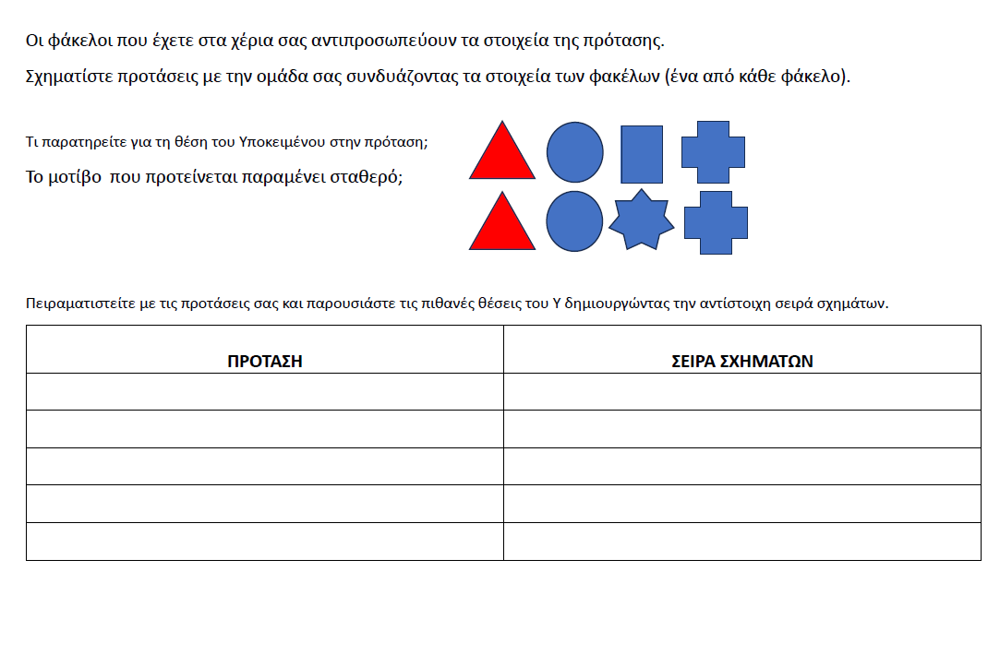 Οι φάκελοι που έχετε στα χέρια σας αντιπροσωπεύουν τα στοιχεία της πρότασης.
Σχηματίστε προτάσεις με την ομάδα σας συνδυάζοντας τα στοιχεία των φακέλων (ένα από κάθε φάκελο).
Τι παρατηρείτε για τη θέση του Υποκειμένου στην πρόταση;
Το μοτίβο που προτείνεται παραμένει σταθερό;
Πειραματιστείτε με τις προτάσεις σας και παρουσιάστε τις πιθανές θέσεις του Υ δημιουργώντας την αντίστοιχη σειρά σχημάτων.
ΠΡΟΤΑΣΗ
ΣΕΙΡΑ ΣΧΗΜΑΤΩΝ